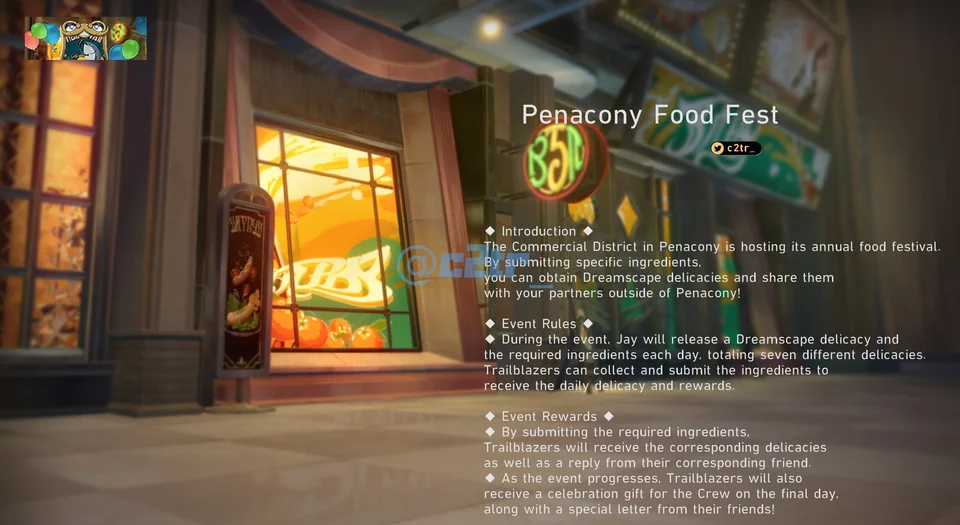 Penacony Food Fest
c2tr_
B5R
@c2tr_
◆ Introduction ◆
The Commercial District in Penacony is hosting its annual food festival.
By submitting specific ingredients,
you can obtain Dreamscape delicacies and share them
with your partners outside of Penacony!
◆ Event Rules ◆
◆ During the event, Jay will release a Dreamscape delicacy and
the required ingredients each day, totaling seven different delicacies.
Trailblazers can collect and submit the ingredients to
receive the daily delicacy and rewards.
◆ Event Rewards ◆
◆ By submitting the required ingredients,
Trailblazers will receive the corresponding delicacies
as well as a reply from their corresponding friend.
◆ As the event progresses, Trailblazers will also
receive a celebration gift for the Crew on the final day,
along with a special letter from their friends!